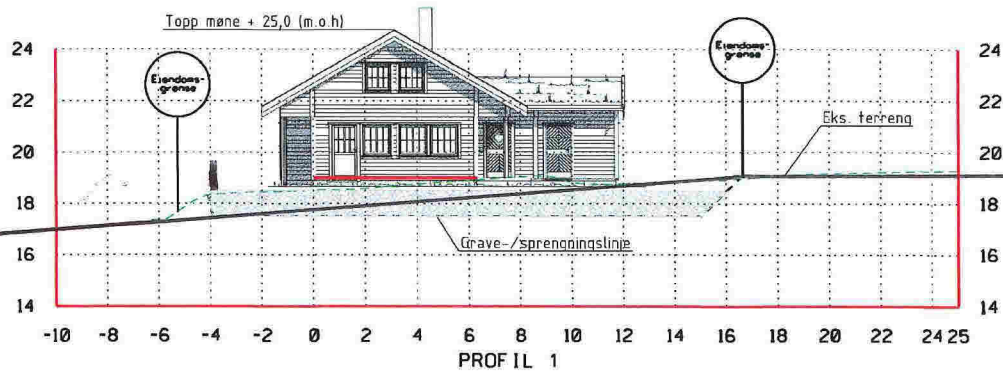 Topp møne + 25,0 (m.o.h)
Eiendoms-
grense
Eiendoms-
grense
24
22
20
18
16
14
24
22
20
18
16
14
Eks. terreng
Grave-/sprengningslinje
-10 -8 -6 -4 0 2 4 6 8 10 12 14 16 18 20 22 24 25
PROFIL 1